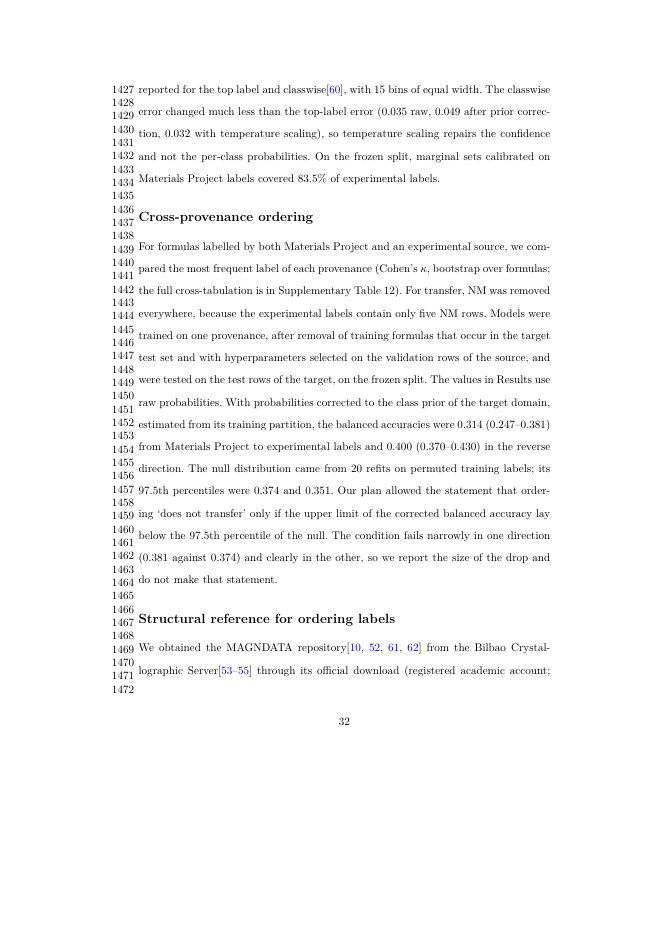 1427 reported for the top label and classwise[60], with 15 bins of equal width. The classwise
1428
1429 error changed much less than the top-label error (0.035 raw, 0.049 after prior correc-
1430 tion, 0.032 with temperature scaling), so temperature scaling repairs the confidence
1431
1432 and not the per-class probabilities. On the frozen split, marginal sets calibrated on
1433
1434 Materials Project labels covered 83.5% of experimental labels.
1435
1436
1437 Cross-provenance ordering
1438
1439 For formulas labelled by both Materials Project and an experimental source, we com-
1440
1441 pared the most frequent label of each provenance (Cohen's κ, bootstrap over formulas;
1442 the full cross-tabulation is in Supplementary Table 12). For transfer, NM was removed
1443
1444 everywhere, because the experimental labels contain only five NM rows. Models were
1445
1446 trained on one provenance, after removal of training formulas that occur in the target
1447 test set and with hyperparameters selected on the validation rows of the source, and
1448
1449 were tested on the test rows of the target, on the frozen split. The values in Results use
1450
1451 raw probabilities. With probabilities corrected to the class prior of the target domain,
1452 estimated from its training partition, the balanced accuracies were 0.314 (0.247–0.381)
1453
1454 from Materials Project to experimental labels and 0.400 (0.370–0.430) in the reverse
1455
1456 direction. The null distribution came from 20 refits on permuted training labels; its
1457 97.5th percentiles were 0.374 and 0.351. Our plan allowed the statement that order-
1458
1459 ing ‘does not transfer’ only if the upper limit of the corrected balanced accuracy lay
1460
1461 below the 97.5th percentile of the null. The condition fails narrowly in one direction
1462 (0.381 against 0.374) and clearly in the other, so we report the size of the drop and
1463
1464 do not make that statement.
1465
1466
1467 Structural reference for ordering labels
1468
1469 We obtained the MAGNDATA repository[10, 52, 61, 62] from the Bilbao Crystal-
1470
1471 lographic Server[53–55] through its official download (registered academic account;
1472
32